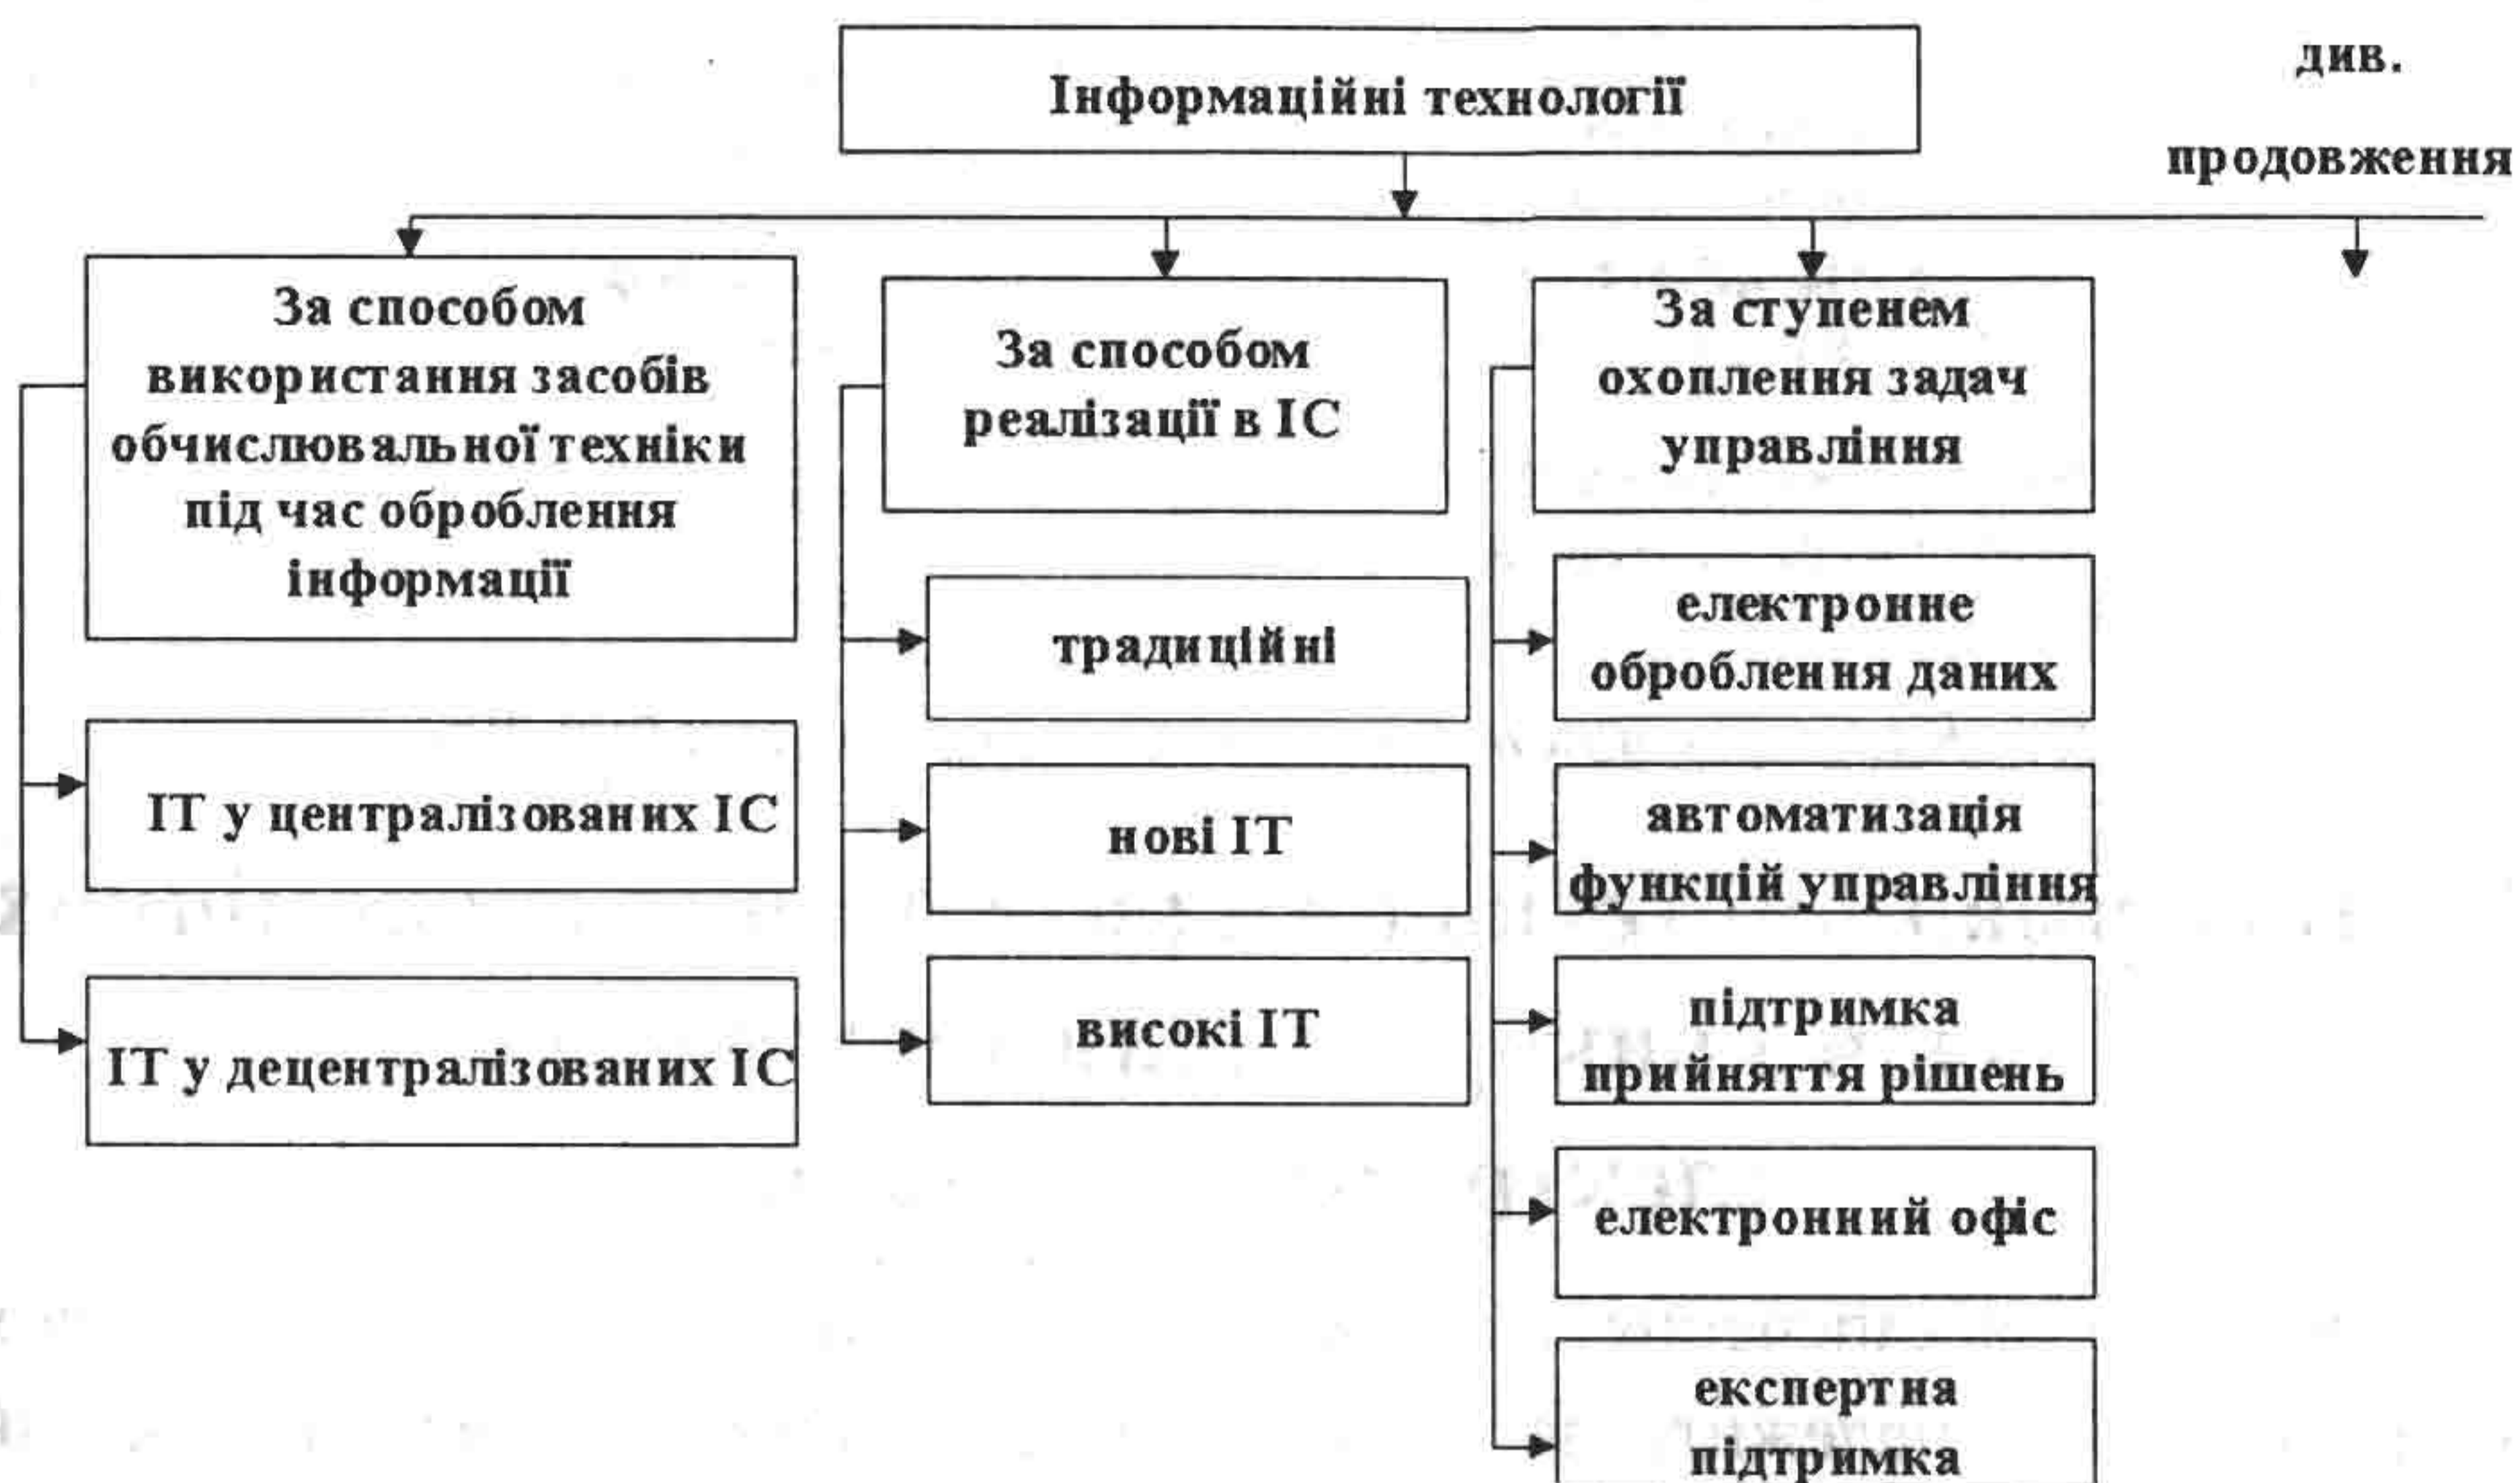 Інформаційні технології
див.
продовження
За способом
використання засобів
обчислювальної техніки
під час оброблення
інформації
ІТ у централізованих ІС
ІТ у децентралізованих ІС
За способом
реалізації в ІС
традиційні
нові ІТ
високі ІТ
За ступенем
охоплення задач
управління
електронне
оброблення даних
автоматизація
функцій управління
підтримка
прийняття рішень
електронний офіс
експертна
підтримка